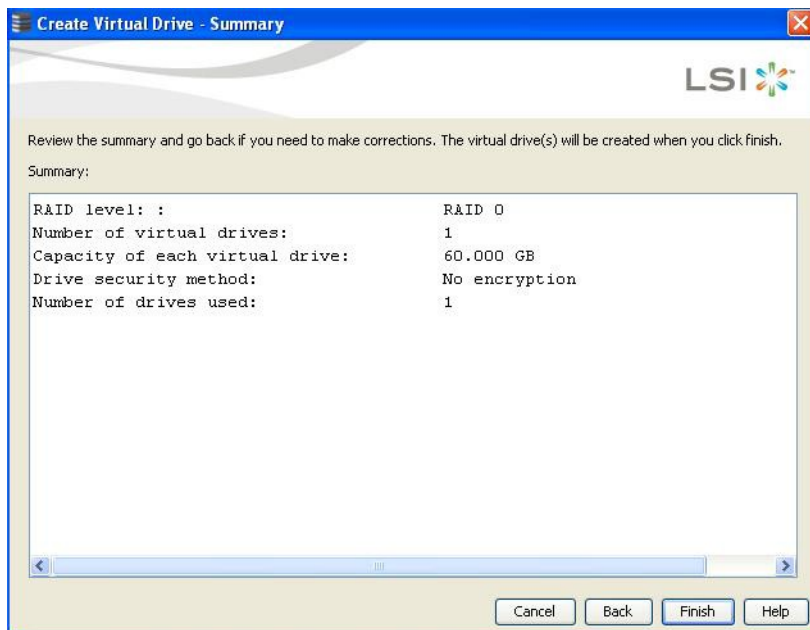 Create Virtual Drive - Summary
LSI
Review the summary and go back if you need to make corrections. The virtual drive(s) will be created when you click finish.
Summary:
RAID level: : RAID 0
Number of virtual drives: 1
Capacity of each virtual drive: 60.000 GB
Drive security method: No encryption
Number of drives used: 1
Cancel Back Finish Help